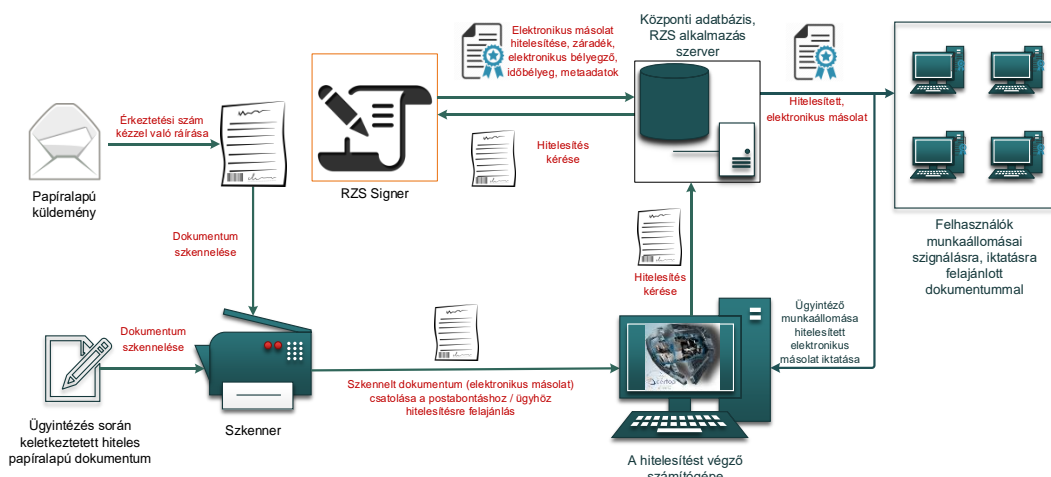 Központi adatbázis,
RZS alkalmazás
szerver
Elektronikus másolat
hitelesítése, záradék,
elektronikus bélyegző,
időbélyeg, metaadatok
Érkeztetési szám
kézzel való ráírása
Hitelesített,
elektronikus másolat
Hitelesítés
kérése
Papíralapú
küldemény
RZS Signer
Felhasználók
munkaállomásai
szignálásra, iktatásra
felajánlott
dokumentummal
Dokumentum
szkennelése
Hitelesítés
kérése
Ügyintéző
munkaállomása
hitelesített
elektronikus
másolat iktatása
Dokumentum
szkennelése
Szkennelt dokumentum (elektronikus másolat)
csatolása a postabontáshoz / ügyhöz
hitelesítésre felajánlás
Ügyintézés során
keletkeztetett hiteles
papíralapú dokumentum
Szkenner
A hitelesítést végző
számítógépe